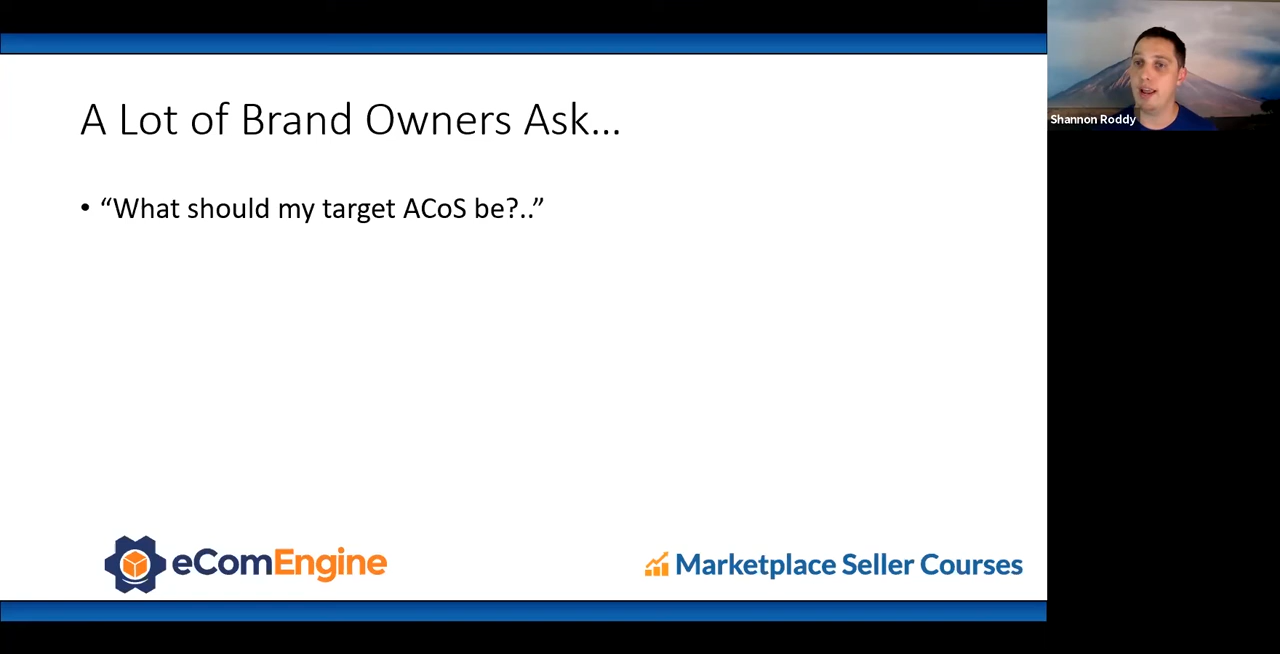 A Lot of Brand Owners Ask...
• “What should my target ACoS be?..”
eComEngine
Marketplace Seller Courses
Shannon Roddy